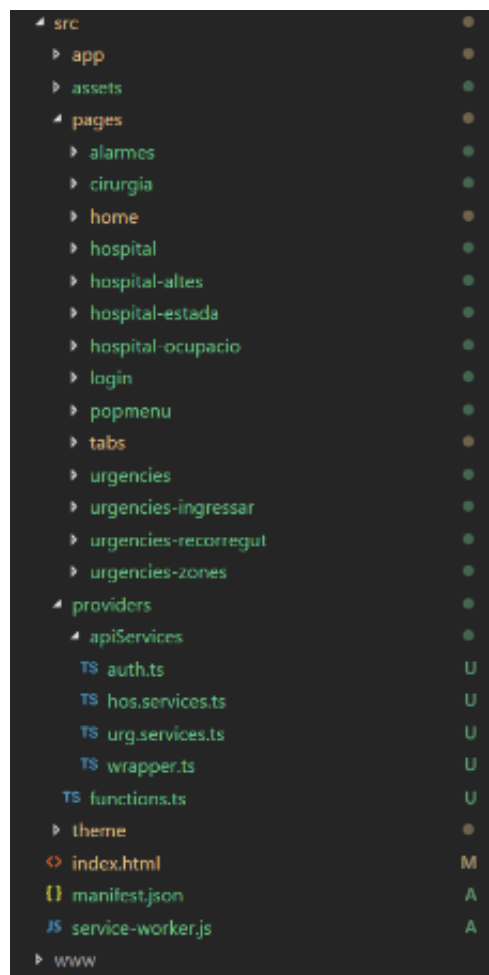 src
app
assets
pages
alarmes
cirurgia
home
hospital
hospital-altes
hospital-estada
hospital-ocupacio
login
popmenu
tabs
urgencies
urgencies-ingressar
urgencies-recorregut
urgencies-zones
providers
apiServices
TS auth.ts U
TS hos.services.ts U
TS urg.services.ts U
TS wrapper.ts U
TS functions.ts U
theme
<> index.html M
{} manifest.json A
JS service-worker.js A
www